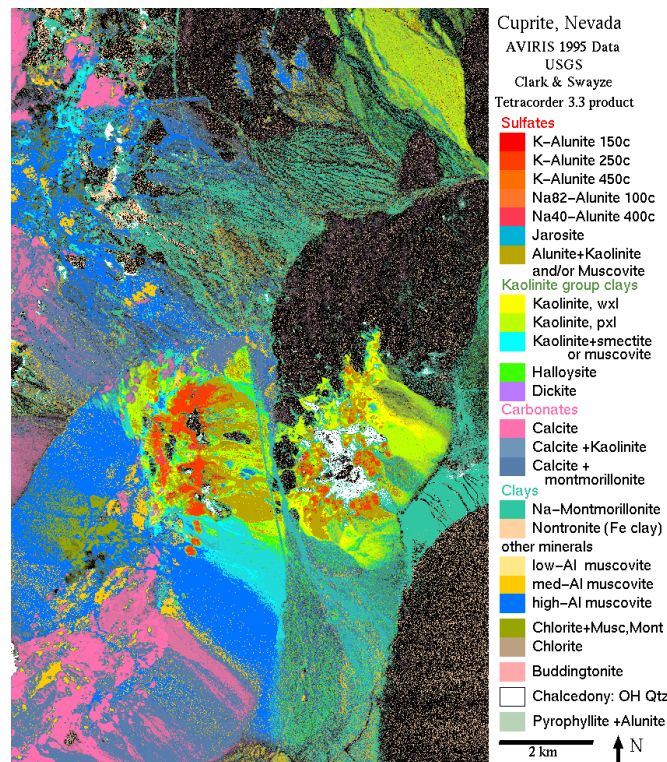 Cuprite, Nevada
AVIRIS 1995 Data
USGS
Clark & Swayze
Tetracorder 3.3 product
Sulfates
K-Alunite 150c
K-Alunite 250c
K-Alunite 450c
Na82-Alunite 100c
Na40-Alunite 400c
Jarosite
Alunite+Kaolinite
and/or Muscovite
Kaolinite group clays
Kaolinite, wxl
Kaolinite, pxl
Kaolinite+smectite
or muscovite
Halloysite
Dickite
Carbonates
Calcite
Calcite +Kaolinite
Calcite +
montmorillonite
Clays
Na-Montmorillonite
Nontronite (Fe clay)
other minerals
low-Al muscovite
med-Al muscovite
high-Al muscovite
Chlorite+Musc,Mont
Chlorite
Buddingtonite
Chalcedony: OH Qtz
Pyrophyllite +Alunite
2 km
N